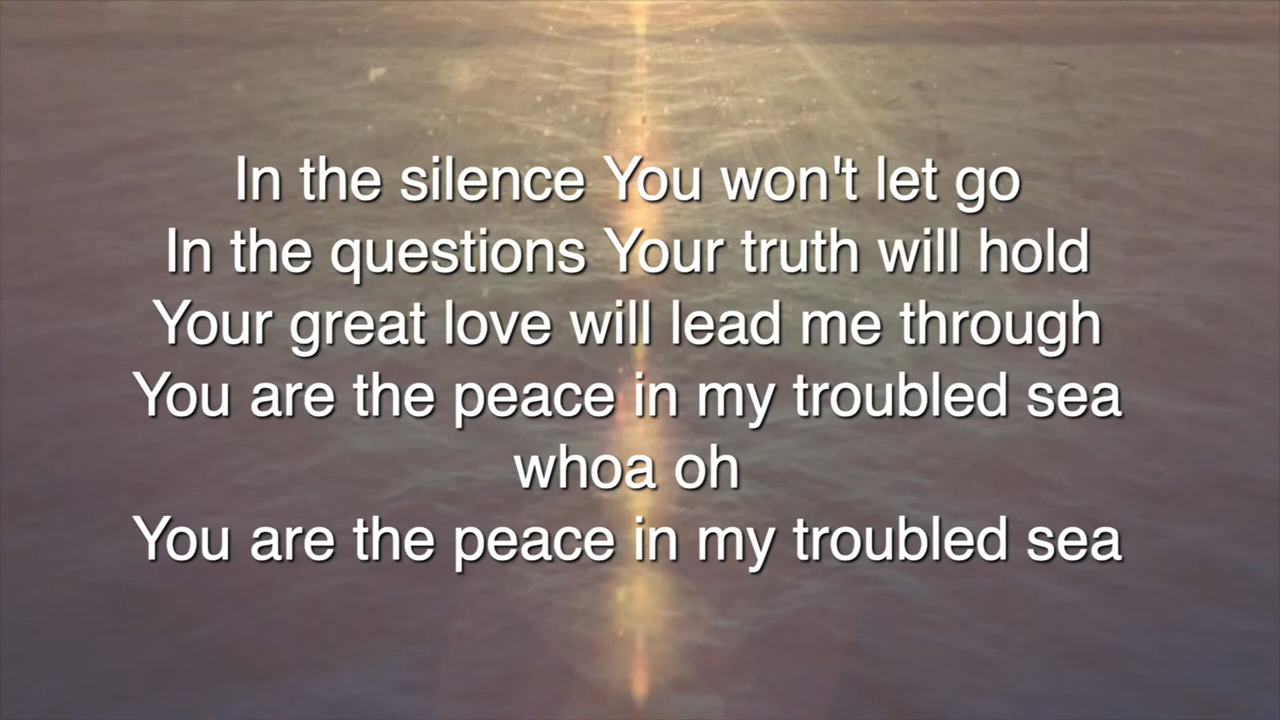 In the silence You won't let go
In the questions Your truth will hold
Your great love will lead me through
You are the peace in my troubled sea
whoa oh
You are the peace in my troubled sea